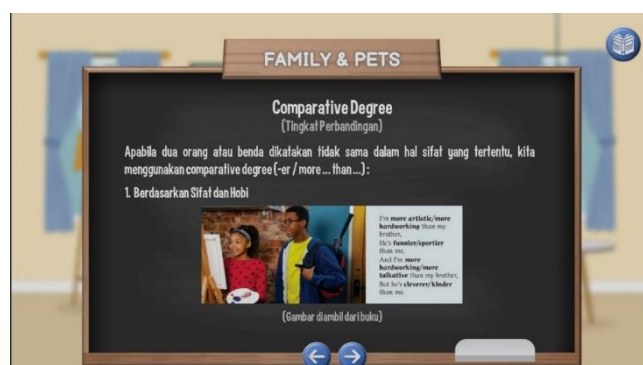 FAMILY & PETS
Comparative Degree
(Tingkat Perbandingan)
Apabila dua orang atau benda dikatakan tidak sama dalam hal sifat yang tertentu, kita
menggunakan comparative degree (-er / more ... than ...) :
1. Berdasarkan Sifat dan Hobi
I'm more artistic/more
hardworking than my
brother,
He's funnier/sportier
than me,
And I'm more
hardworking/more
talkative than my brother,
But he's cleverer/kinder
than me.
(Gambar diambil dari buku)